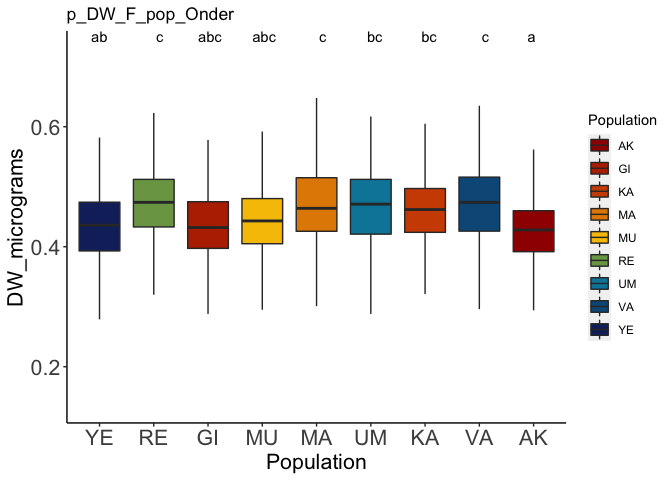 p_DW_F_pop_Onder
ab c abc abc c bc bc c a
DW_micrograms
0.6
0.4
0.2
YE RE GI MU MA UM KA VA AK
Population
Population
AK
GI
KA
MA
MU
RE
UM
VA
YE